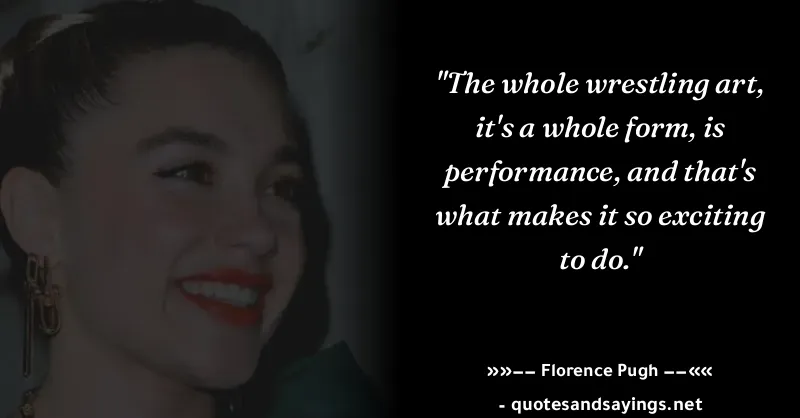 "The whole wrestling art,
it's a whole form, is
performance, and that's
what makes it so exciting
to do."
»»−− Florence Pugh −−««
- quotesandsayings.net